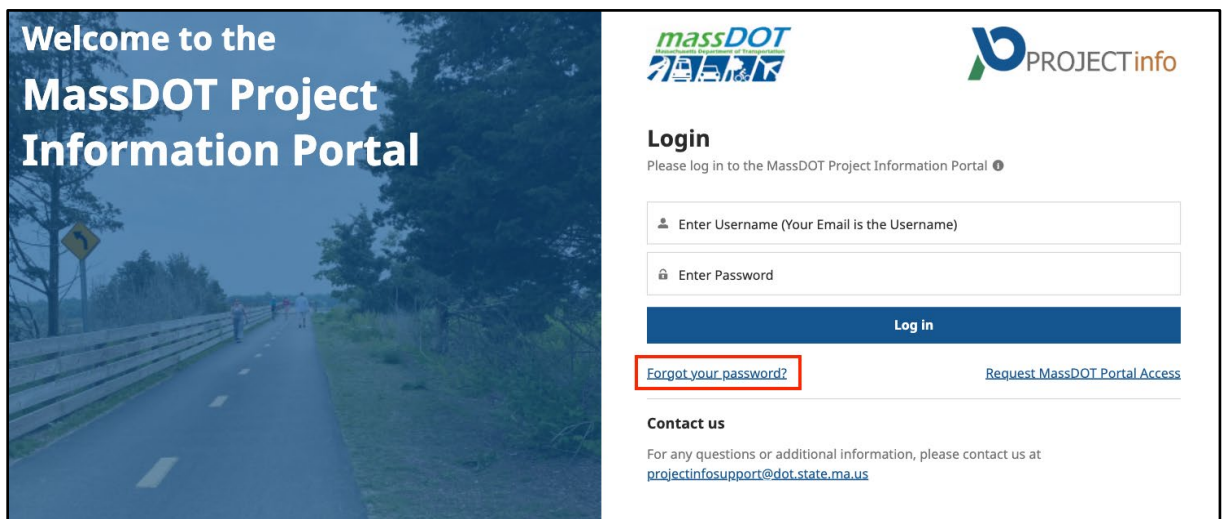 Welcome to the
MassDOT Project
Information Portal
massDOT
Massachusetts Department of Transportation
PROJECTinfo
Login
Please log in to the MassDOT Project Information Portal
Enter Username (Your Email is the Username)
Enter Password
Log in
Forgot your password?
Request MassDOT Portal Access
Contact us
For any questions or additional information, please contact us at
projectinfosupport@dot.state.ma.us